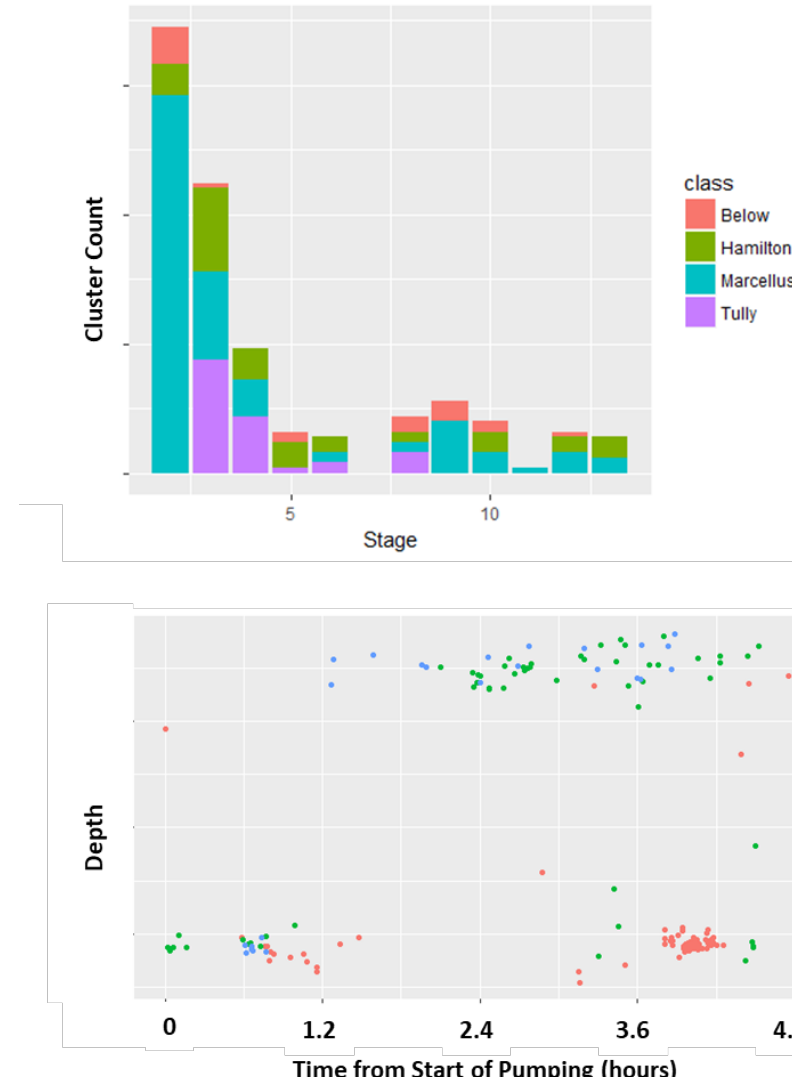 Cluster Count
class
Below
Hamilton
Marcellus
Tully
5 10
Stage
Depth
0 1.2 2.4 3.6 4.
Time from Start of Pumping (hours)